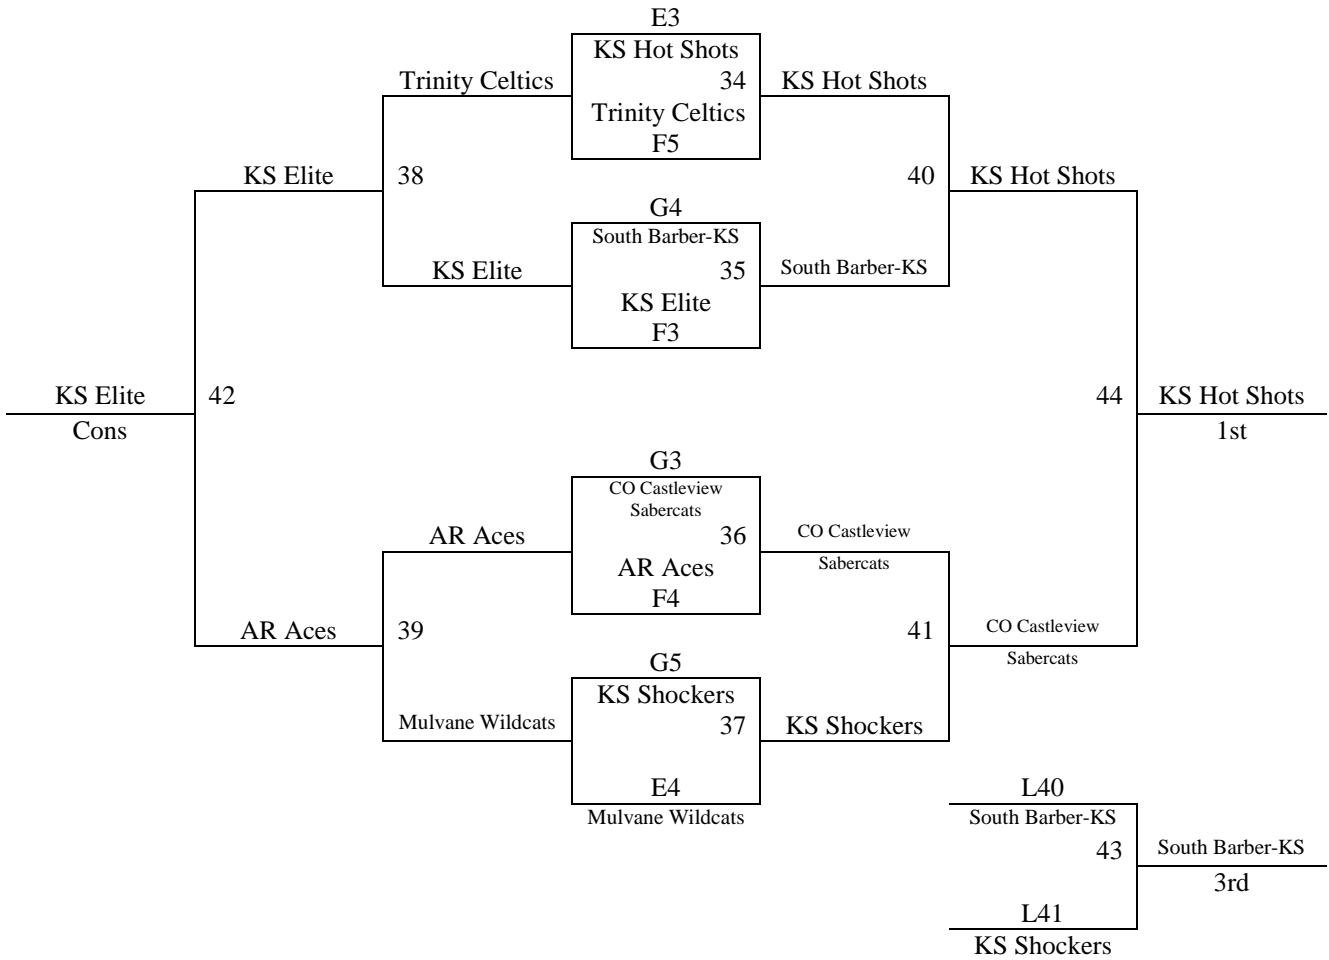 E3
KS Hot Shots
Trinity Celtics
34
KS Hot Shots
Trinity Celtics
F5
KS Elite
38
40
KS Hot Shots
G4
South Barber-KS
KS Elite
35
South Barber-KS
KS Elite
F3
KS Elite
42
44
KS Hot Shots
Cons
1st
G3
CO Castleview
Sabercats
AR Aces
36
CO Castleview
Sabercats
AR Aces
F4
AR Aces
39
41
CO Castleview
Sabercats
G5
KS Shockers
Mulvane Wildcats
37
KS Shockers
E4
Mulvane Wildcats
L40
South Barber-KS
43
South Barber-KS
3rd
L41
KS Shockers